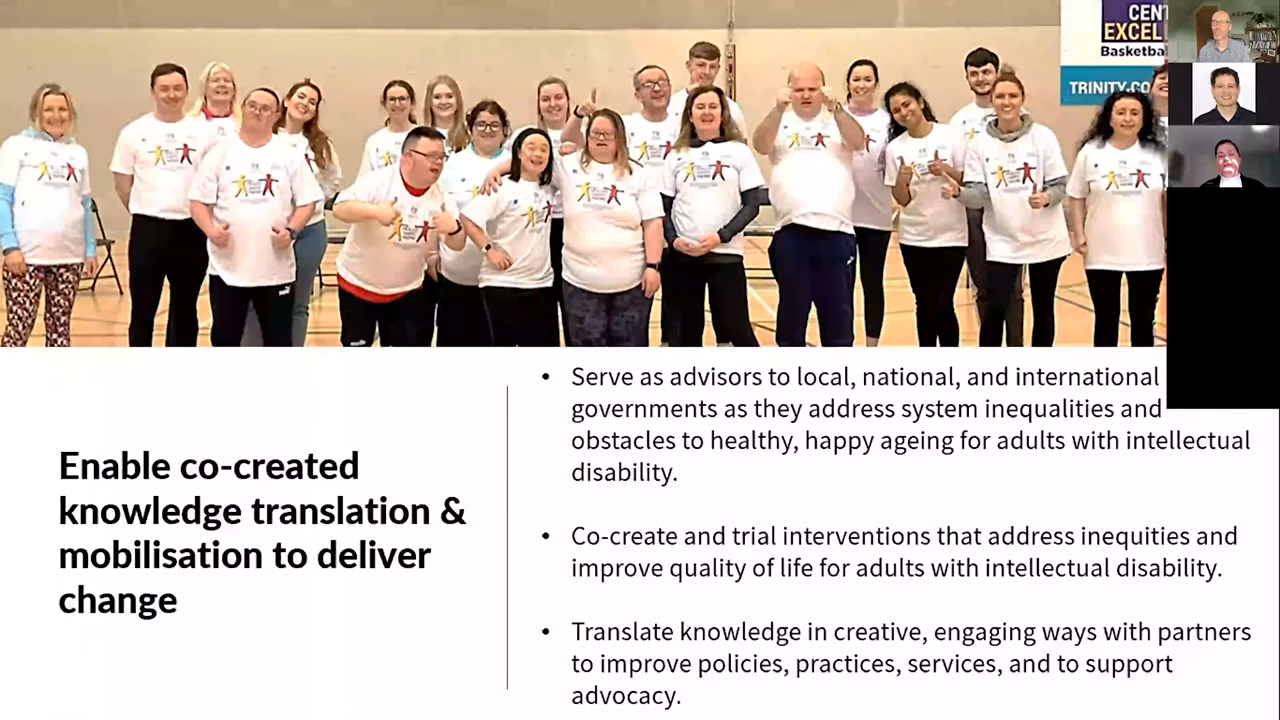 CENT
EXCELL
Basketba
TRINITY.CO
Enable co-created
knowledge translation &
mobilisation to deliver
change
• Serve as advisors to local, national, and international
governments as they address system inequalities and
obstacles to healthy, happy ageing for adults with intellectual
disability.
• Co-create and trial interventions that address inequities and
improve quality of life for adults with intellectual disability.
• Translate knowledge in creative, engaging ways with partners
to improve policies, practices, services, and to support
advocacy.